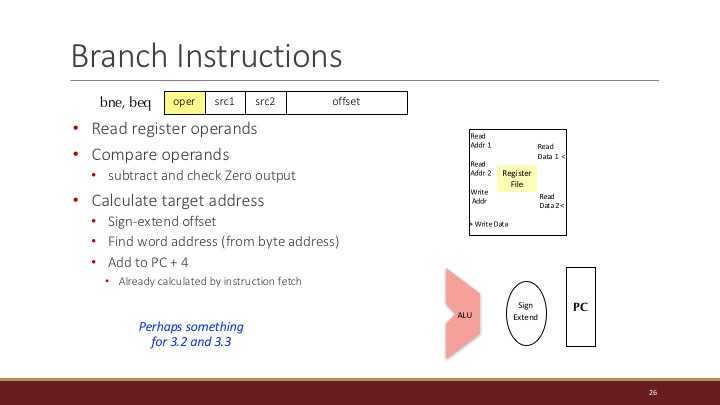 Branch Instructions
bne, beq oper src1 src2 offset
• Read register operands
• Compare operands
• subtract and check Zero output
• Calculate target address
• Sign-extend offset
• Find word address (from byte address)
• Add to PC + 4
• Already calculated by instruction fetch
Perhaps something
for 3.2 and 3.3
Read
Addr 1
Read
Addr 2
Write
Addr
> Write Data
Register
File
Read
Data 1 <
Read
Data 2 <
ALU
Sign
Extend
PC
26